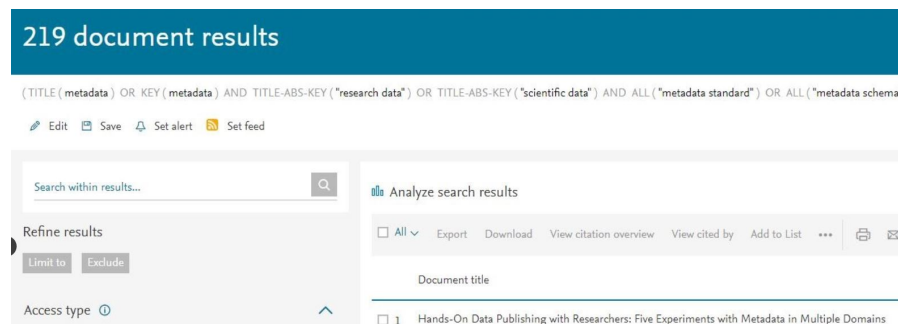 219 document results
(TITLE(metadata) OR KEY(metadata) AND TITLE-ABS-KEY("research data") OR TITLE-ABS-KEY("scientific data") AND ALL("metadata standard") OR ALL("metadata schema
Edit Save Set alert Set feed
Search within results...
Analyze search results
Refine results
All Export Download View citation overview View cited by Add to List •••
Limit to Exclude
Document title
Access type
1 Hands-On Data Publishing with Researchers: Five Experiments with Metadata in Multiple Domains